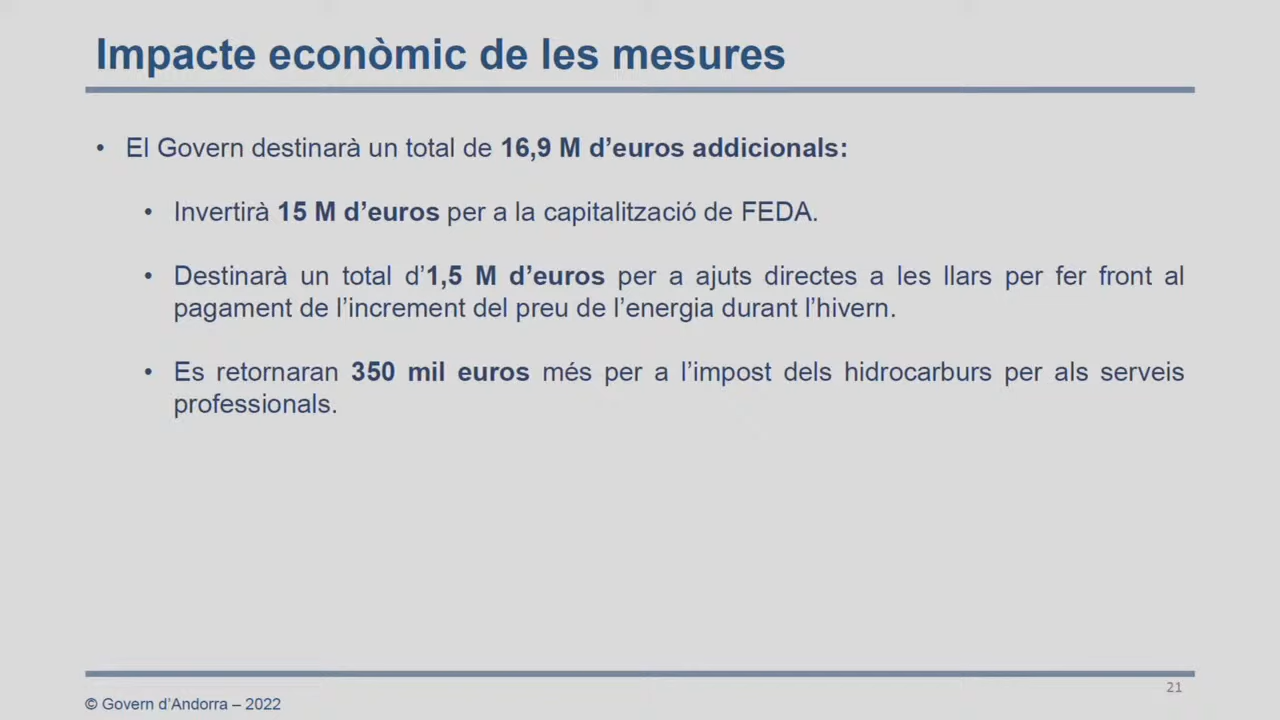 Impacte econòmic de les mesures
• El Govern destinarà un total de 16,9 M d’euros addicionals:
• Invertirà 15 M d’euros per a la capitalització de FEDA.
• Destinarà un total d’1,5 M d’euros per a ajuts directes a les llars per fer front al
pagament de l’increment del preu de l’energia durant l’hivern.
• Es retornaran 350 mil euros més per a l’impost dels hidrocarburs per als serveis
professionals.
21
© Govern d’Andorra – 2022